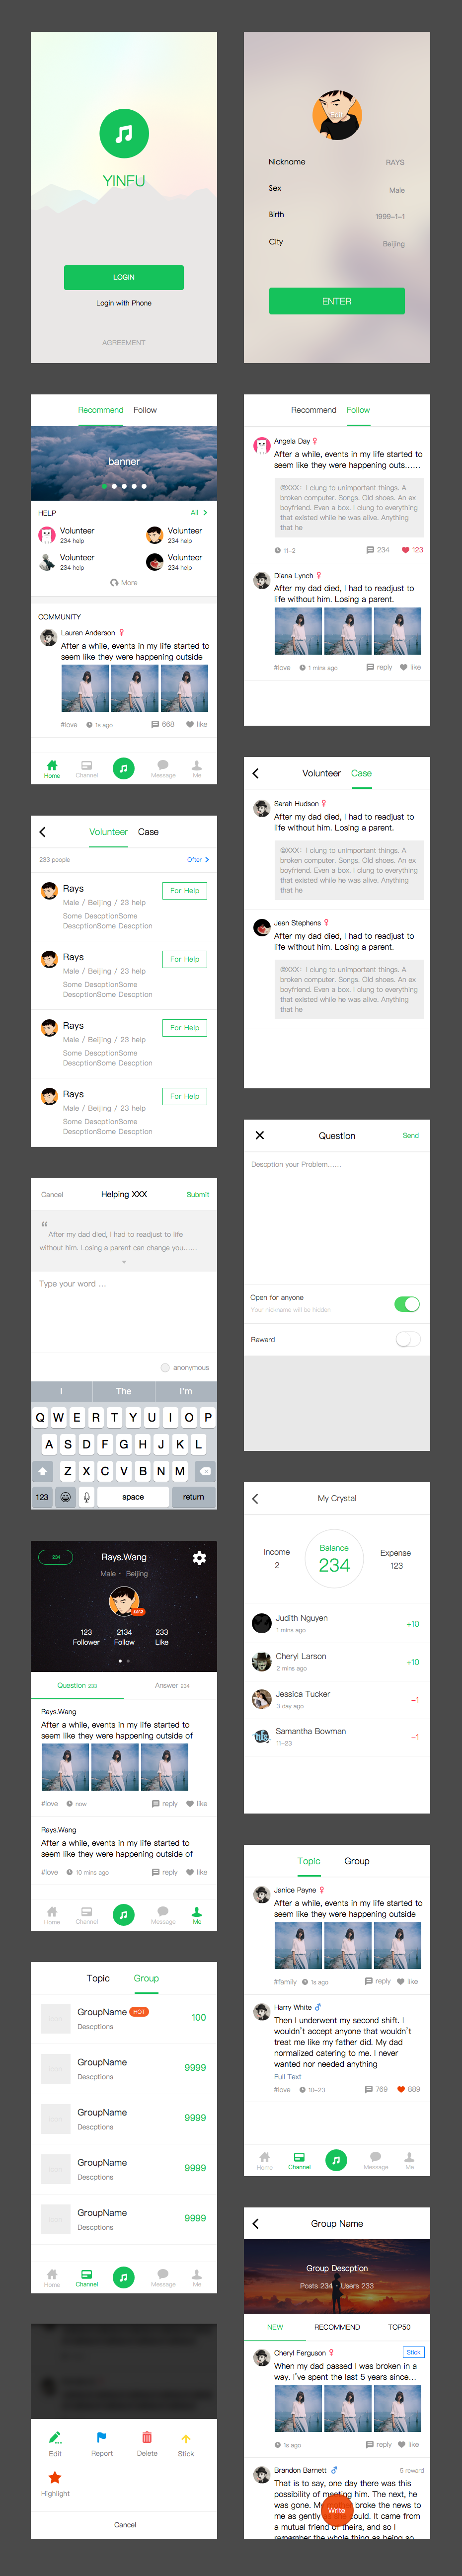 YINFU
LOGIN
Login with Phone
AGREEMENT
Nickname RAYS
Sex Male
Birth 1999-1-1
City Beijing
ENTER
Recommend Follow
banner
HELP All
Volunteer
234 help
Volunteer
234 help
Volunteer
234 help
Volunteer
234 help
More
COMMUNITY
Lauren Anderson
After a while, events in my life started to
seem like they were happening outside
#love 1s ago 668 like
Home Channel Message Me
Recommend Follow
Angela Day
After a while, events in my life started to
seem like they were happening outs......
@XXX: I clung to unimportant things. A
broken computer. Songs. Old shoes. An ex
boyfriend. Even a box. I clung to everything
that existed while he was alive. Anything
that he
11-2 234 123
Diana Lynch
After my dad died, I had to readjust to
life without him. Losing a parent.
#love 1 mins ago reply like
Volunteer Case
233 people Ofter
Rays
Male / Beijing / 23 help
Some DescptionSome
DescptionSome Descption
For Help
Rays
Male / Beijing / 23 help
Some DescptionSome
DescptionSome Descption
For Help
Rays
Male / Beijing / 23 help
Some DescptionSome
DescptionSome Descption
For Help
Rays
Male / Beijing / 23 help
Some DescptionSome
DescptionSome Descption
For Help
Volunteer Case
Sarah Hudson
After my dad died, I had to readjust to
life without him. Losing a parent.
@XXX: I clung to unimportant things. A
broken computer. Songs. Old shoes. An ex
boyfriend. Even a box. I clung to everything
that existed while he was alive. Anything
that he
Jean Stephens
After my dad died, I had to readjust to
life without him. Losing a parent.
@XXX: I clung to unimportant things. A
broken computer. Songs. Old shoes. An ex
boyfriend. Even a box. I clung to everything
that existed while he was alive. Anything
that he
Cancel Helping XXX Submit
“
After my dad died, I had to readjust to life
without him. Losing a parent can change you......
Type your word ...
anonymous
I The I'm
Q W E R T Y U I O P
A S D F G H J K L
Z X C V B N M
123 space return
Question Send
Descption your Problem......
Open for anyone
Your nickname will be hidden
Reward
234 Rays.Wang
Male · Beijing
123 2134 233
Follower Follow Like
Question 233 Answer 234
Rays.Wang
After a while, events in my life started to
seem like they were happening outside of
#love now reply like
Rays.Wang
After a while, events in my life started to
seem like they were happening outside of
#love 10 mins ago reply like
Home Channel Message Me
My Crystal
Income
2
Balance
234
Expense
123
Judith Nguyen
1 mins ago
+10
Cheryl Larson
2 mins ago
+10
Jessica Tucker
3 day ago
-1
Samantha Bowman
11-23
-1
Topic Group
GroupName HOT
Descptions
100
GroupName
Descptions
9999
GroupName
Descptions
9999
GroupName
Descptions
9999
GroupName
Descptions
9999
Home Channel Message Me
Topic Group
Janice Payne
After a while, events in my life started to
seem like they were happening outside
#family 1s ago reply like
Harry White
Then I underwent my second shift. I
wouldn't accept anyone that wouldn't
treat me like my father did. My dad
normalized catering to me. I never
wanted nor needed anything
Full Text
#love 10-23 769 889
Home Channel Message Me
Edit Report Delete Stick
Highlight
Cancel
Group Name
Group Descption
Posts 234 · Users 233
NEW RECOMMEND TOP50
Cheryl Ferguson Stick
When my dad passed I was broken in a
way. I've spent the last 5 years since...
1s ago reply like
Brandon Barnett 5 reward
That is to say, one day there was this
possibility of meeting him. The next, he
was gone. My broke the news to
me as gently as It came from
a mutual friend of theirs, and so I
remember the whole thing as being so
Write